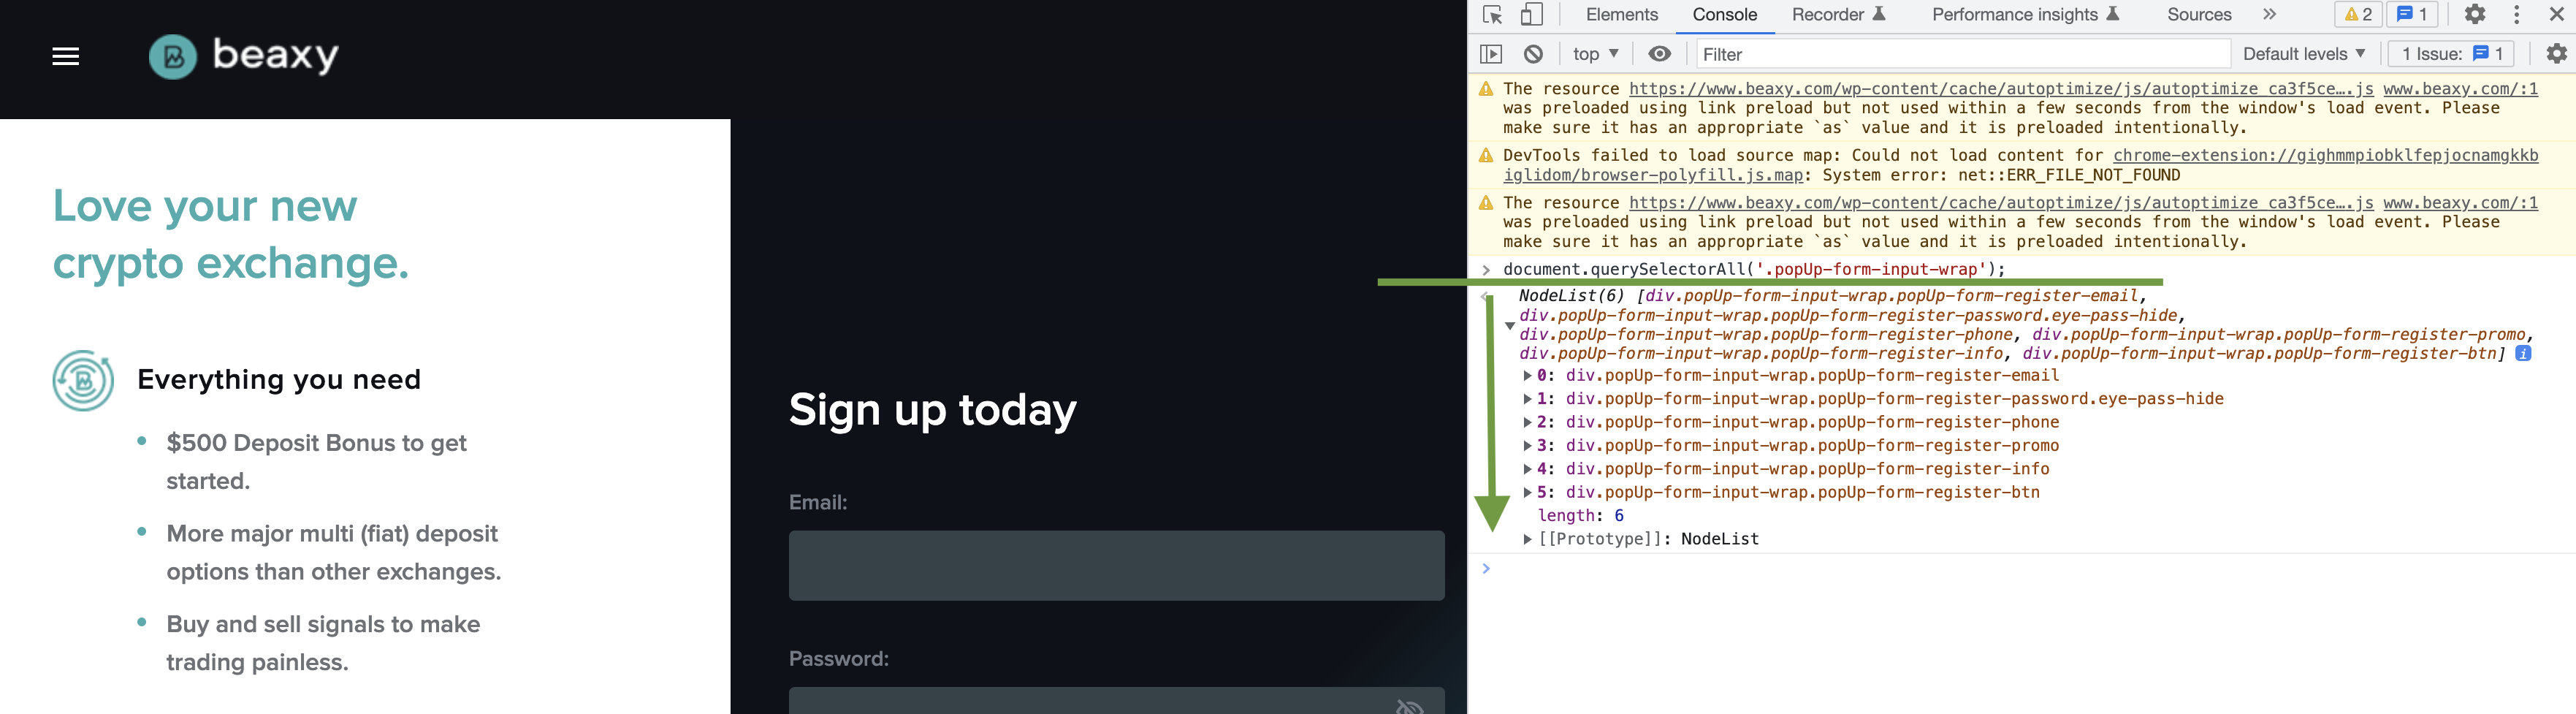 beaxy
Love your new
crypto exchange.
Everything you need
• $500 Deposit Bonus to get
started.
• More major multi (fiat) deposit
options than other exchanges.
• Buy and sell signals to make
trading painless.
Sign up today
Email:
Password:
Elements Console Recorder Performance insights Sources » 2 1
top Filter Default levels 1 Issue: 1
The resource https://www.beaxy.com/wp-content/cache/autoptimize/js/autoptimize_ca3f5ce….js www.beaxy.com/:1
was preloaded using link preload but not used within a few seconds from the window's load event. Please
make sure it has an appropriate `as` value and it is preloaded intentionally.
DevTools failed to load source map: Could not load content for chrome-extension://gighmmpiobklfepjocnamgkkb
iglidom/browser-polyfill.js.map: System error: net::ERR_FILE_NOT_FOUND
The resource https://www.beaxy.com/wp-content/cache/autoptimize/js/autoptimize_ca3f5ce….js www.beaxy.com/:1
was preloaded using link preload but not used within a few seconds from the window's load event. Please
make sure it has an appropriate `as` value and it is preloaded intentionally.
> document.querySelectorAll('.popUp-form-input-wrap');
NodeList(6) [div.popUp-form-input-wrap.popUp-form-register-email,
div.popUp-form-input-wrap.popUp-form-register-password.eye-pass-hide,
div.popUp-form-input-wrap.popUp-form-register-phone, div.popUp-form-input-wrap.popUp-form-register-promo,
div.popUp-form-input-wrap.popUp-form-register-info, div.popUp-form-input-wrap.popUp-form-register-btn] i
0: div.popUp-form-input-wrap.popUp-form-register-email
1: div.popUp-form-input-wrap.popUp-form-register-password.eye-pass-hide
2: div.popUp-form-input-wrap.popUp-form-register-phone
3: div.popUp-form-input-wrap.popUp-form-register-promo
4: div.popUp-form-input-wrap.popUp-form-register-info
5: div.popUp-form-input-wrap.popUp-form-register-btn
length: 6
[[Prototype]]: NodeList
>